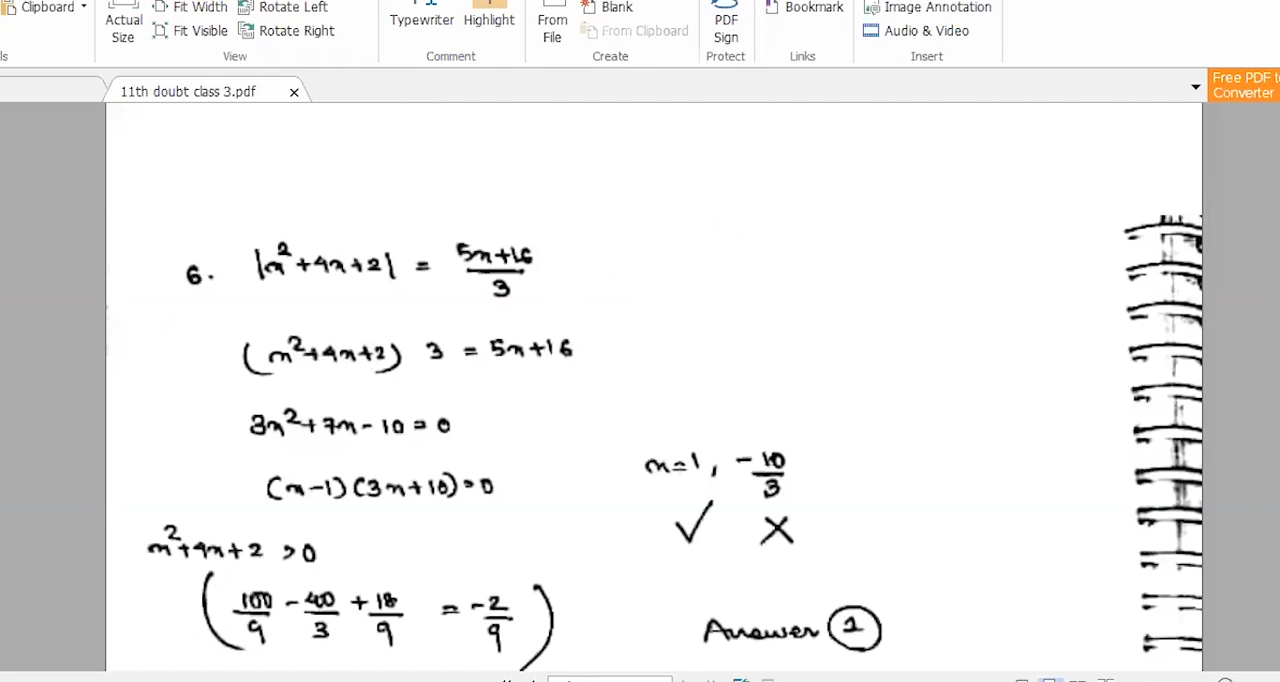 Clipboard
Fit Width
Rotate Left
Actual Size
Fit Visible
Rotate Right
View
Typewriter
Highlight
Comment
From File
Blank
From Clipboard
Create
PDF Sign
Protect
Bookmark
Links
Image Annotation
Audio & Video
Insert
11th doubt class 3.pdf
Free PDF to
Converter
6. |x²+4x+2| = (5x+16)/3
(x²+4x+2) 3 = 5x+16
3x²+7x-10=0
(x-1)(3x+10)=0
x=1, -10/3
✓ ×
x²+4x+2 >0
(100/9 - 40/3 + 18/9 = -2/9)
Answer 1